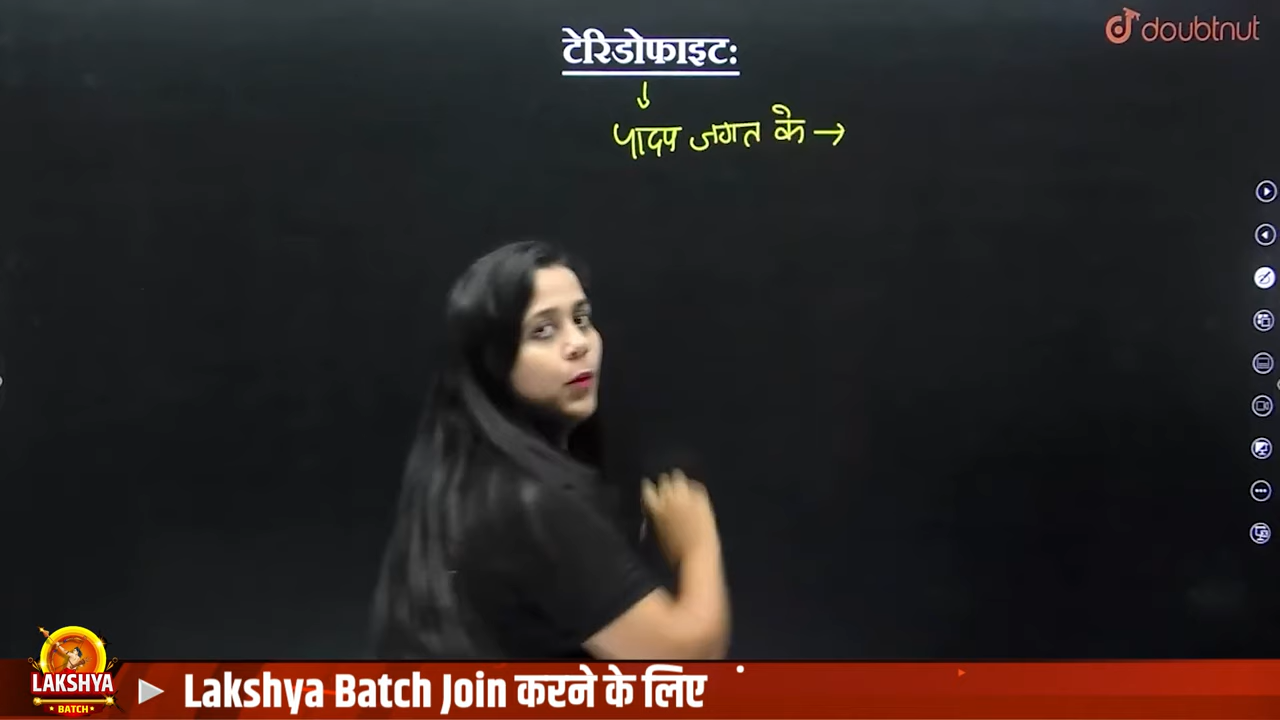 doubtnut
टेरिडोफाइट:
पादप जगत के →
LAKSHYA
BATCH
Lakshya Batch Join करने के लिए